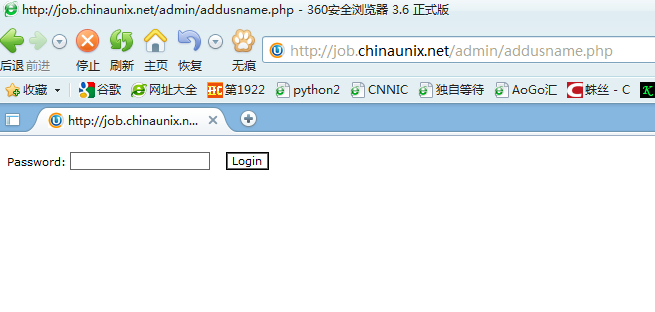 http://job.chinaunix.net/admin/addusname.php - 360安全浏览器 3.6 正式版
后退 前进 停止 刷新 主页 恢复 无痕
http://job.chinaunix.net/admin/addusname.php
收藏 谷歌 网址大全 HC 第1922 python2 CNNIC 独自等待 AoGo汇 蛛丝 - C K
http://job.chinaunix.n...
Password: Login